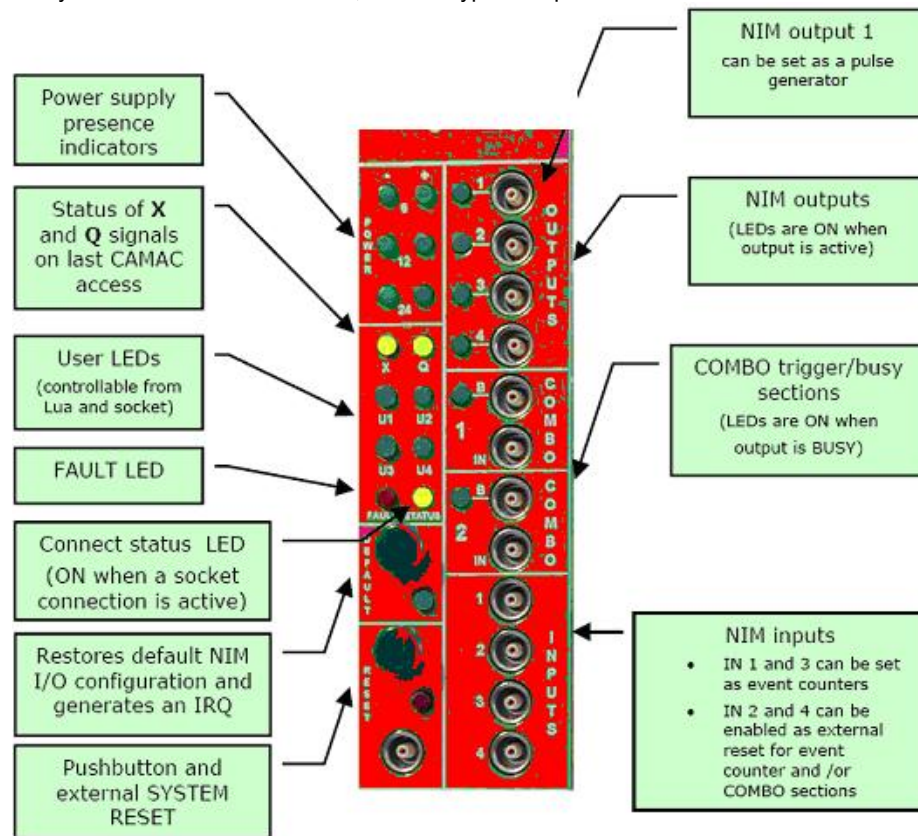 NIM output 1
can be set as a pulse
generator
Power supply
presence
indicators
Status of X
and Q signals
on last CAMAC
access
User LEDs
(controllable from
Lua and socket)
FAULT LED
Connect status LED
(ON when a socket
connection is active)
Restores default NIM
I/O configuration and
generates an IRQ
Pushbutton and
external SYSTEM
RESET
- +
6
12
24
POWER
X Q
U1 U2
U3 U4
FAULT STATUS
DEFAULT
RESET
1
2
3
4
OUTPUTS
B
1
IN
COMBO
B
2
IN
COMBO
1
2
3
4
INPUTS
NIM outputs
(LEDs are ON when
output is active)
COMBO trigger/busy
sections
(LEDs are ON when
output is BUSY)
NIM inputs
• IN 1 and 3 can be set
as event counters
• IN 2 and 4 can be
enabled as external
reset for event
counter and /or
COMBO sections